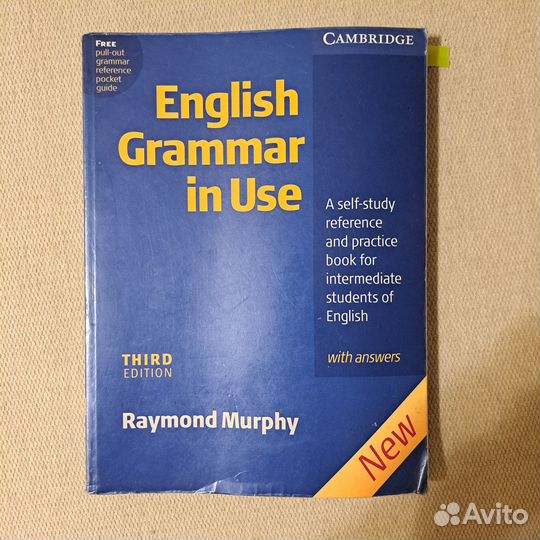 FREE
pull-out
grammar
reference
pocket
guide
CAMBRIDGE
English
Grammar
in Use
A self-study
reference
and practice
book for
intermediate
students of
English
with answers
THIRD
EDITION
Raymond Murphy
New
Avito